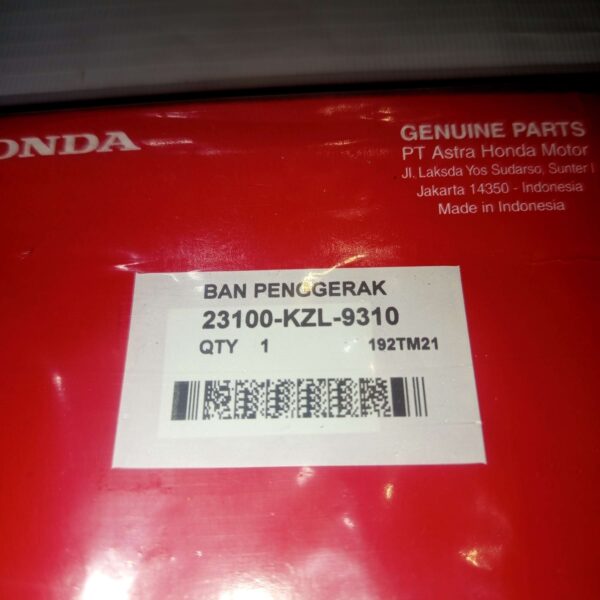 ONDA
GENUINE PARTS
PT Astra Honda Motor
Jl. Laksda Yos Sudarso, Sunter I
Jakarta 14350 - Indonesia
Made in Indonesia
BAN PENGGERAK
23100-KZL-9310
QTY 1 192TM21